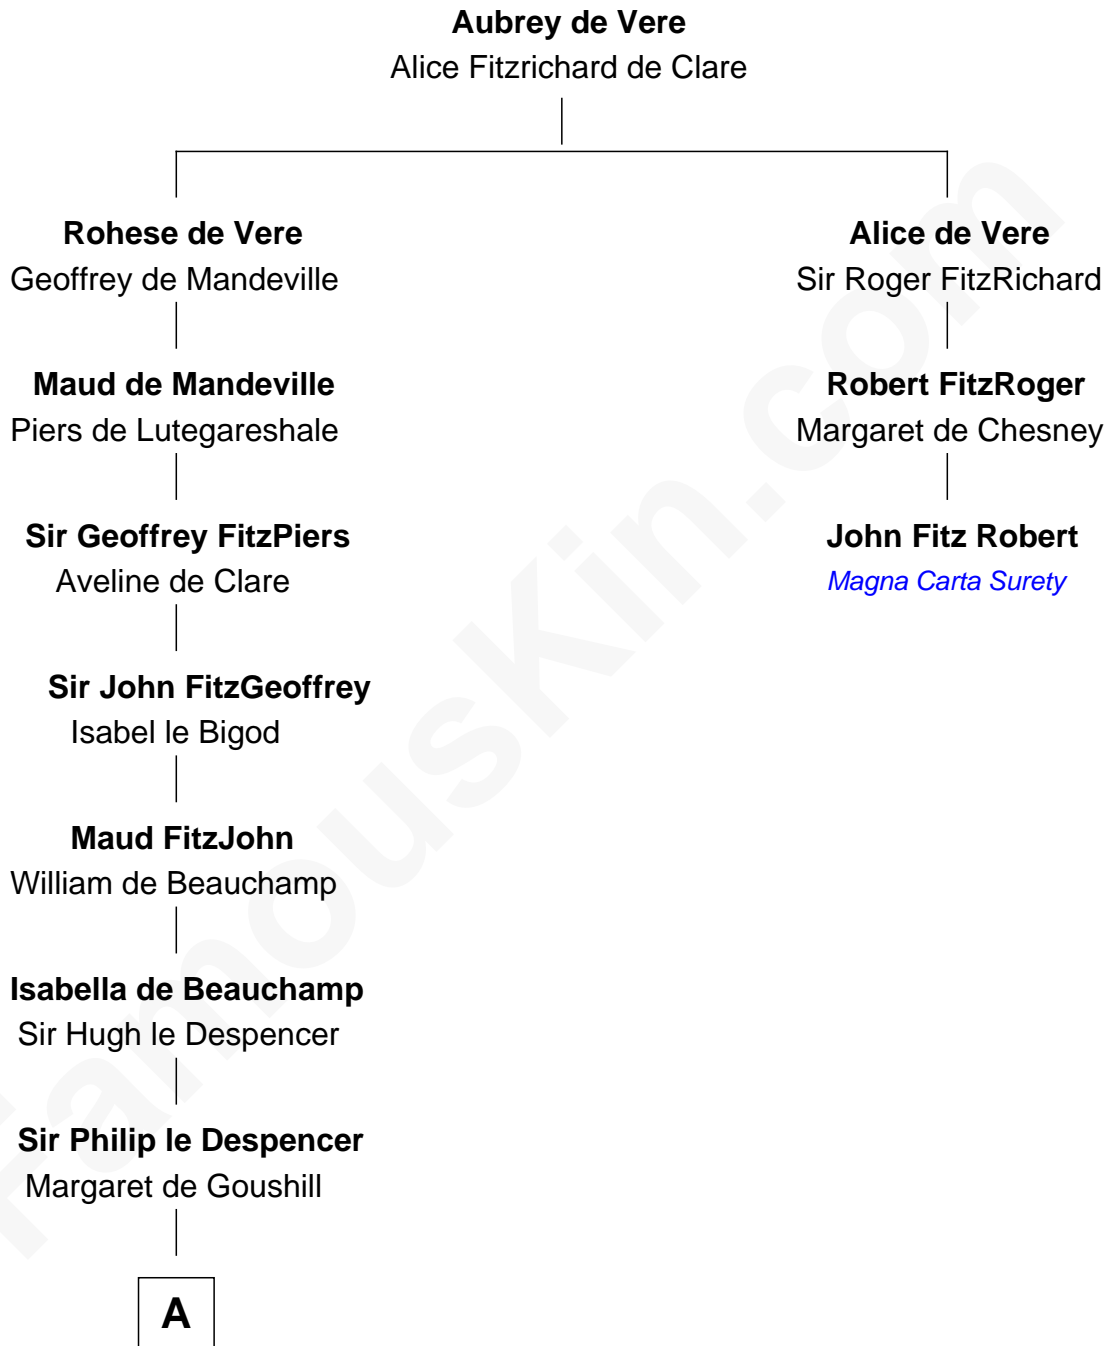 Aubrey de Vere
Alice Fitzrichard de Clare
Rohese de Vere
Geoffrey de Mandeville
Alice de Vere
Sir Roger FitzRichard
Maud de Mandeville
Piers de Lutegareshale
Robert FitzRoger
Margaret de Chesney
Sir Geoffrey FitzPiers
Aveline de Clare
John Fitz Robert
Magna Carta Surety
Sir John FitzGeoffrey
Isabel le Bigod
Maud FitzJohn
William de Beauchamp
Isabella de Beauchamp
Sir Hugh le Despencer
Sir Philip le Despencer
Margaret de Goushill
A
FamousKin.com